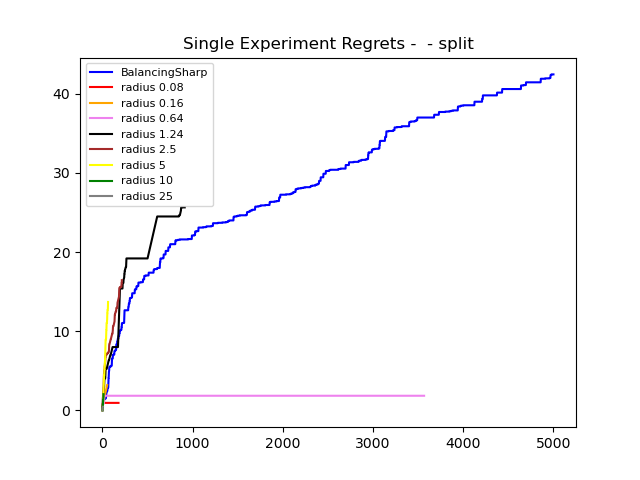 Single Experiment Regrets -  - split
BalancingSharp
radius 0.08
radius 0.16
radius 0.64
radius 1.24
radius 2.5
radius 5
radius 10
radius 25
40
30
20
10
0
0 1000 2000 3000 4000 5000